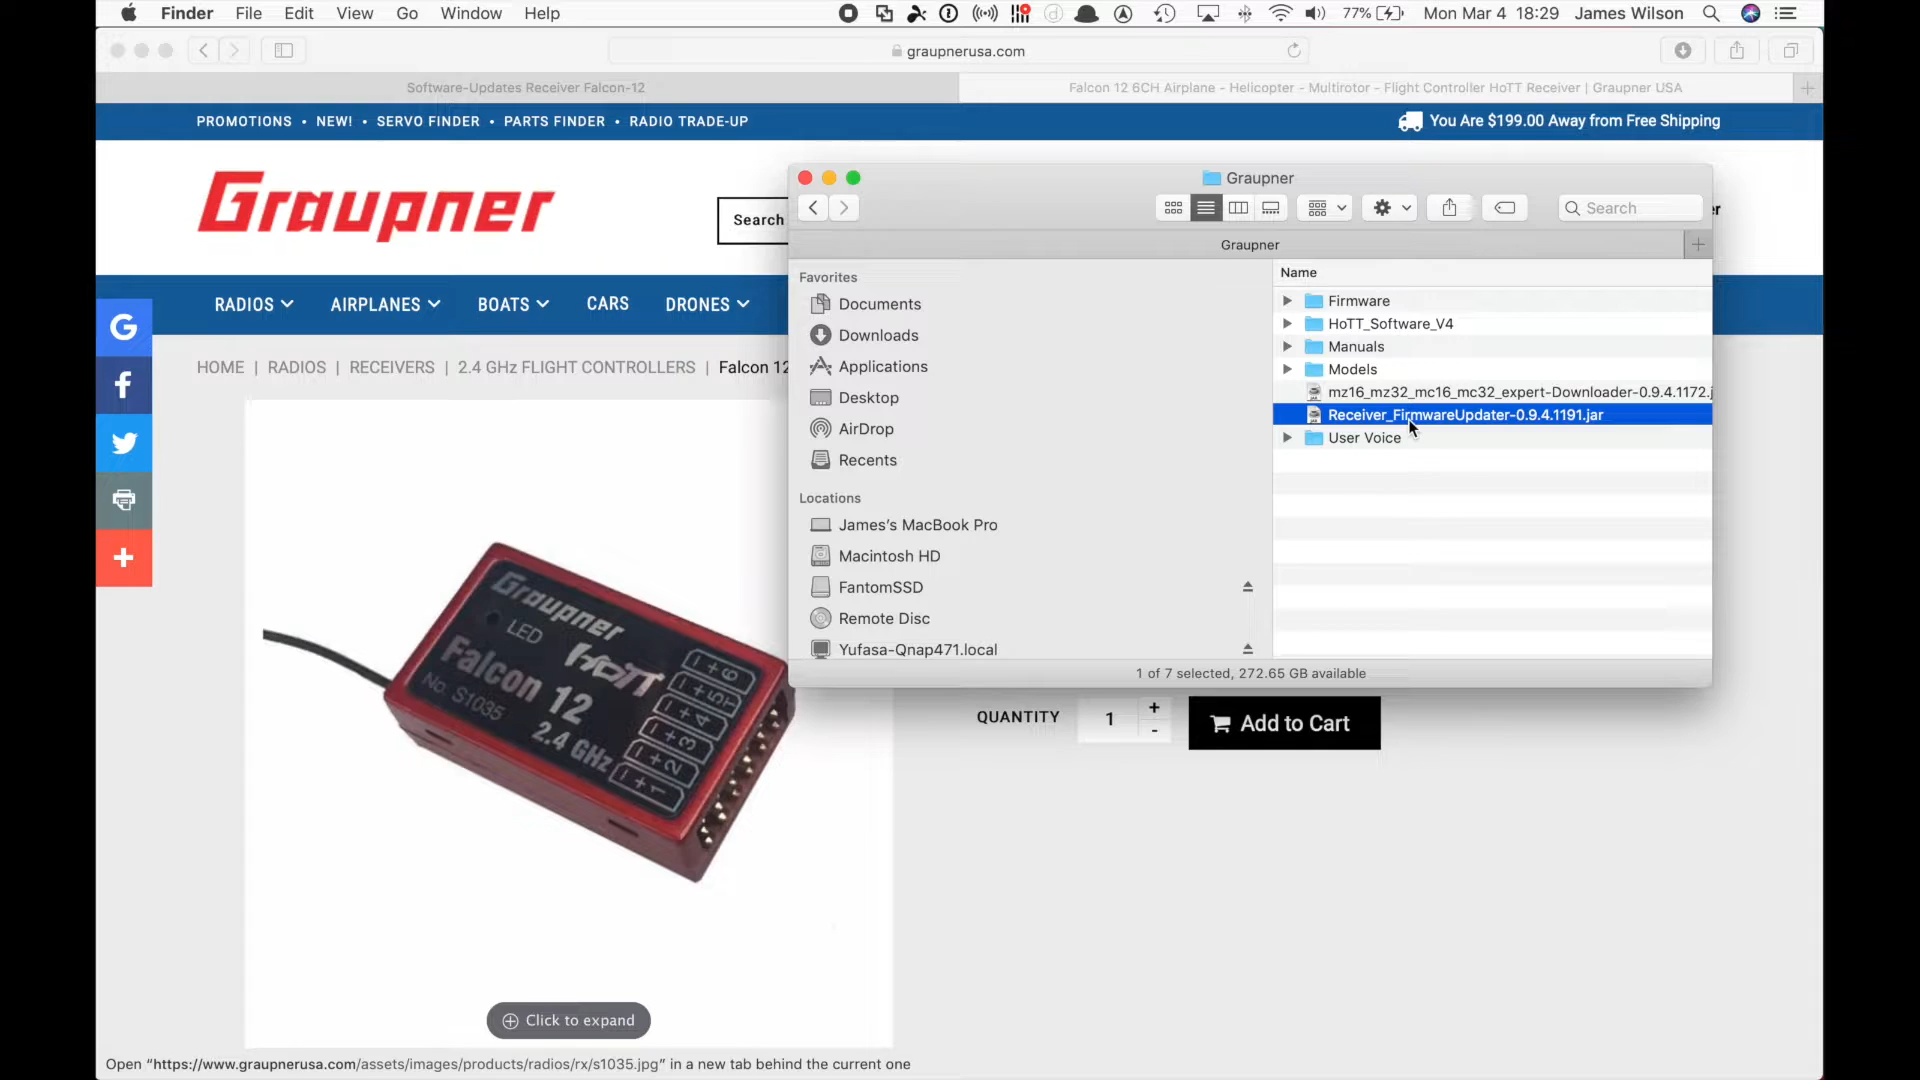 Finder File Edit View Go Window Help 77% Mon Mar 4 18:29 James Wilson
graupnerusa.com
Software-Updates Receiver Falcon-12
Falcon 12 6CH Airplane - Helicopter - Multirotor - Flight Controller HoTT Receiver | Graupner USA
PROMOTIONS • NEW! • SERVO FINDER • PARTS FINDER • RADIO TRADE-UP
You Are $199.00 Away from Free Shipping
Graupner
Search
RADIOS AIRPLANES BOATS CARS DRONES
HOME | RADIOS | RECEIVERS | 2.4 GHz FLIGHT CONTROLLERS | Falcon 12
Graupner
Search
Graupner
Favorites
Documents
Downloads
Applications
Desktop
AirDrop
Recents
Locations
James's MacBook Pro
Macintosh HD
FantomSSD
Remote Disc
Yufasa-Qnap471.local
Name
Firmware
HoTT_Software_V4
Manuals
Models
mz16_mz32_mc16_mc32_expert-Downloader-0.9.4.1172.j
Receiver_FirmwareUpdater-0.9.4.1191.jar
User Voice
1 of 7 selected, 272.65 GB available
Graupner
LED
HoTT
Falcon 12
No. S1035
2.4 GHz
- + 6
- + 5
- + 4
- + 3
- + 2
- + 1
QUANTITY 1 + -
Add to Cart
Click to expand
Open “https://www.graupnerusa.com/assets/images/products/radios/rx/s1035.jpg” in a new tab behind the current one